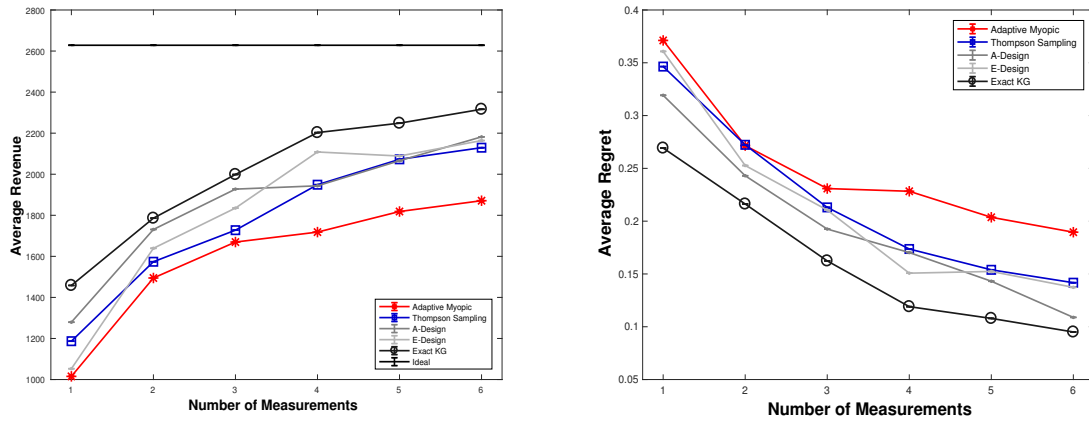 2800
2600
2400
2200
2000
1800
1600
1400
1200
1000
Average Revenue
1 2 3 4 5 6
Number of Measurements
Adaptive Myopic
Thompson Sampling
A-Design
E-Design
Exact KG
Ideal
0.4
0.35
0.3
0.25
0.2
0.15
0.1
0.05
Average Regret
1 2 3 4 5 6
Number of Measurements
Adaptive Myopic
Thompson Sampling
A-Design
E-Design
Exact KG